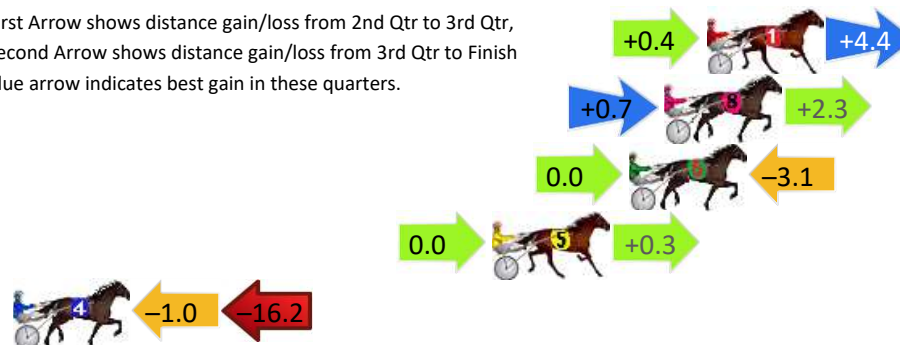 rst Arrow shows distance gain/loss from 2nd Qtr to 3rd Qtr,
econd Arrow shows distance gain/loss from 3rd Qtr to Finish
lue arrow indicates best gain in these quarters.
+0.4 1 +4.4
+0.7 8 +2.3
0.0 –3.1
0.0 5 +0.3
4 –1.0 –16.2